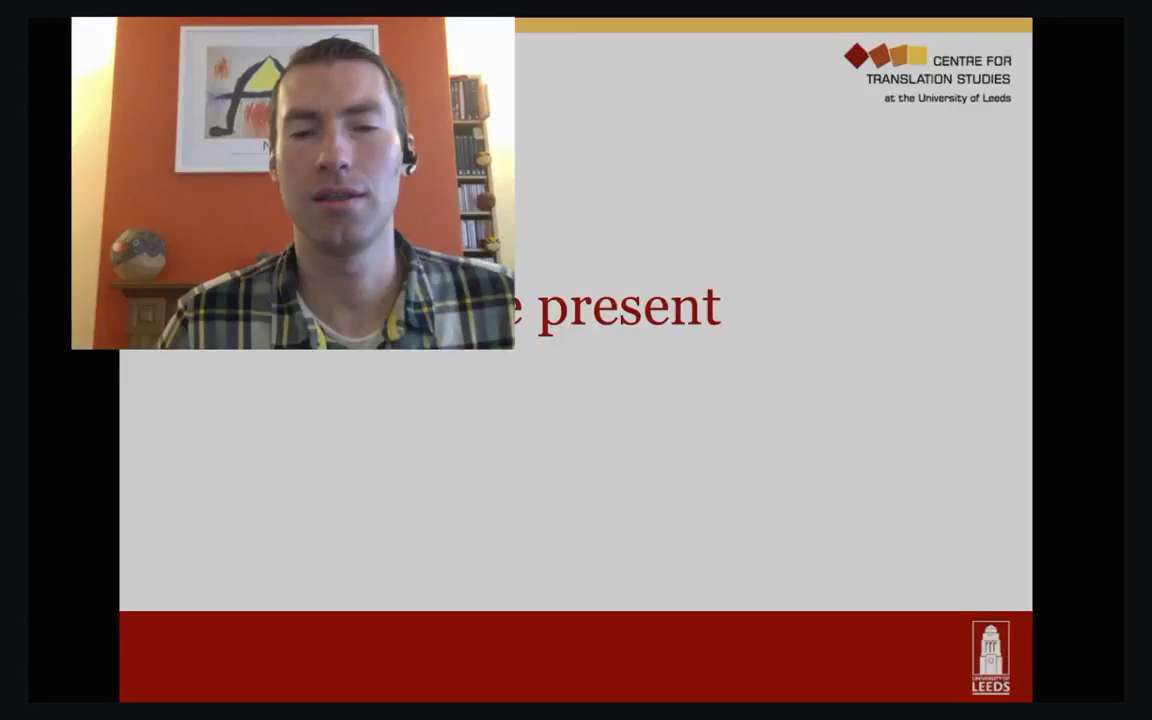 CENTRE FOR
TRANSLATION STUDIES
at the University of Leeds
present
UNIVERSITY OF
LEEDS